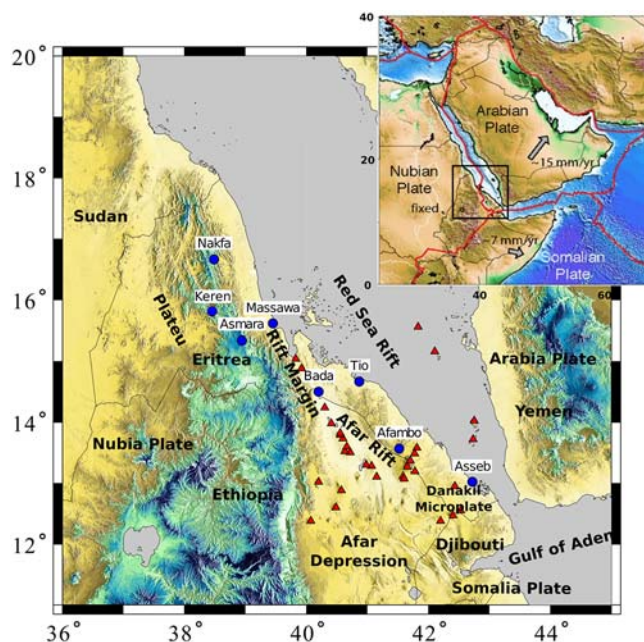 40
20
0
40
60
Arabian
Plate
~15 mm/yr
Nubian
Plate
fixed
7 mm/yr
Somalian
Plate
20°
18°
16°
14°
12°
36°
38°
40°
42°
44°
Sudan
Nakfa
Keren
Massawa
Asmara
Plateu
Eritrea
Rift Margin
Red Sea Rift
Tio
Bada
Arabia Plate
Yemen
Afar Rift
Afambo
Nubia Plate
Asseb
Ethiopia
Danakil
Microplate
Afar
Depression
Djibouti
Gulf of Aden
Somalia Plate